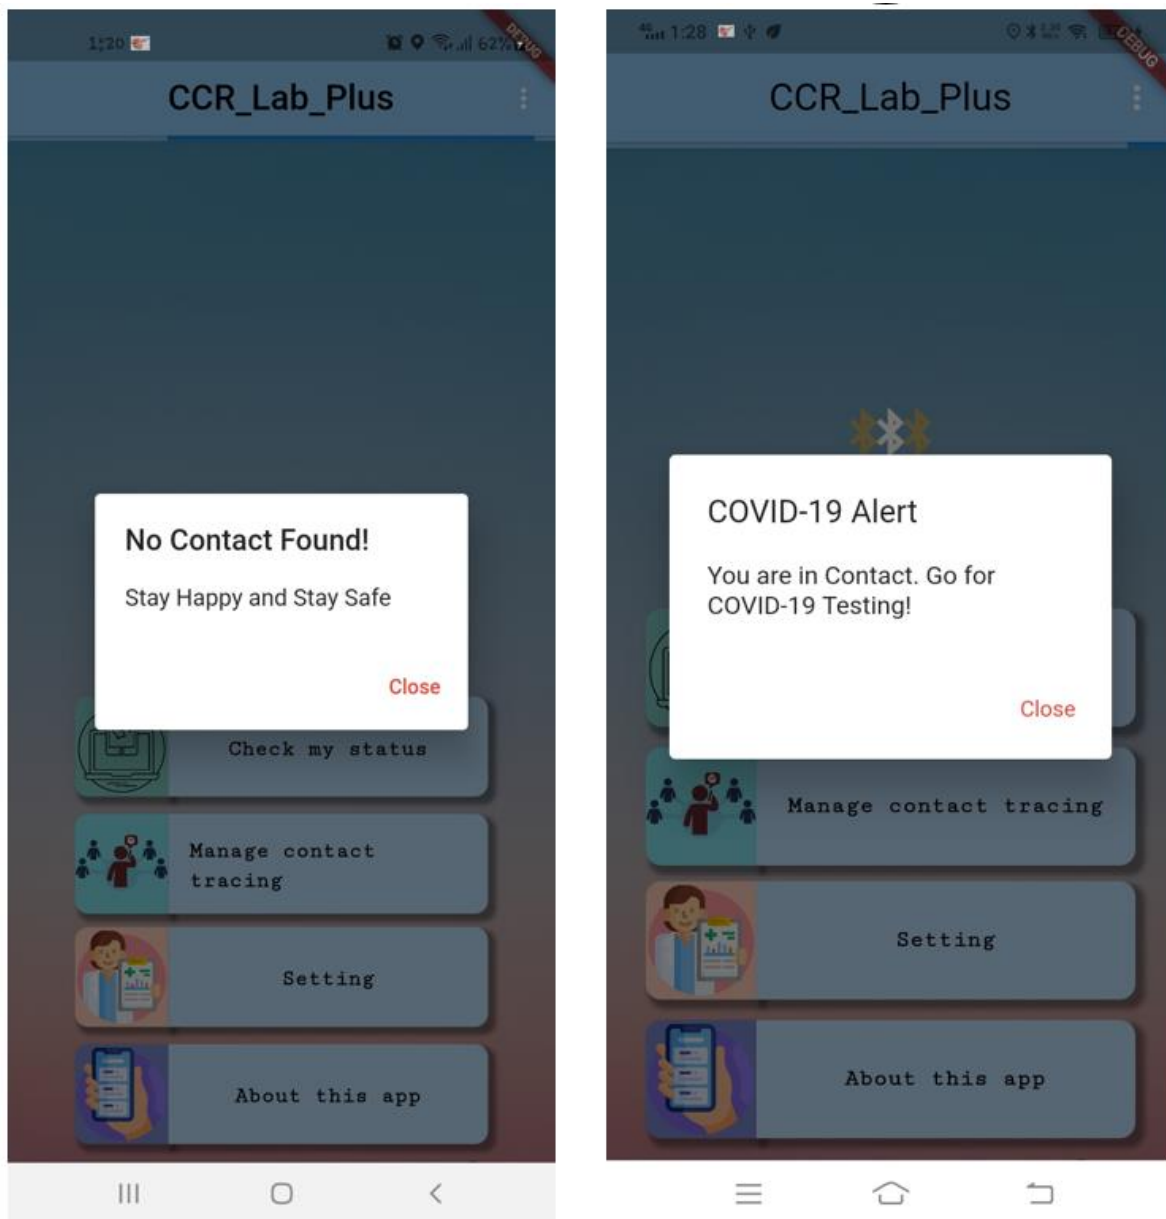 1:20
62%
DEBUG
CCR_Lab_Plus
No Contact Found!
Stay Happy and Stay Safe
Close
Check my status
Manage contact
tracing
Setting
About this app
1:28
DEBUG
CCR_Lab_Plus
COVID-19 Alert
You are in Contact. Go for
COVID-19 Testing!
Close
Manage contact tracing
Setting
About this app